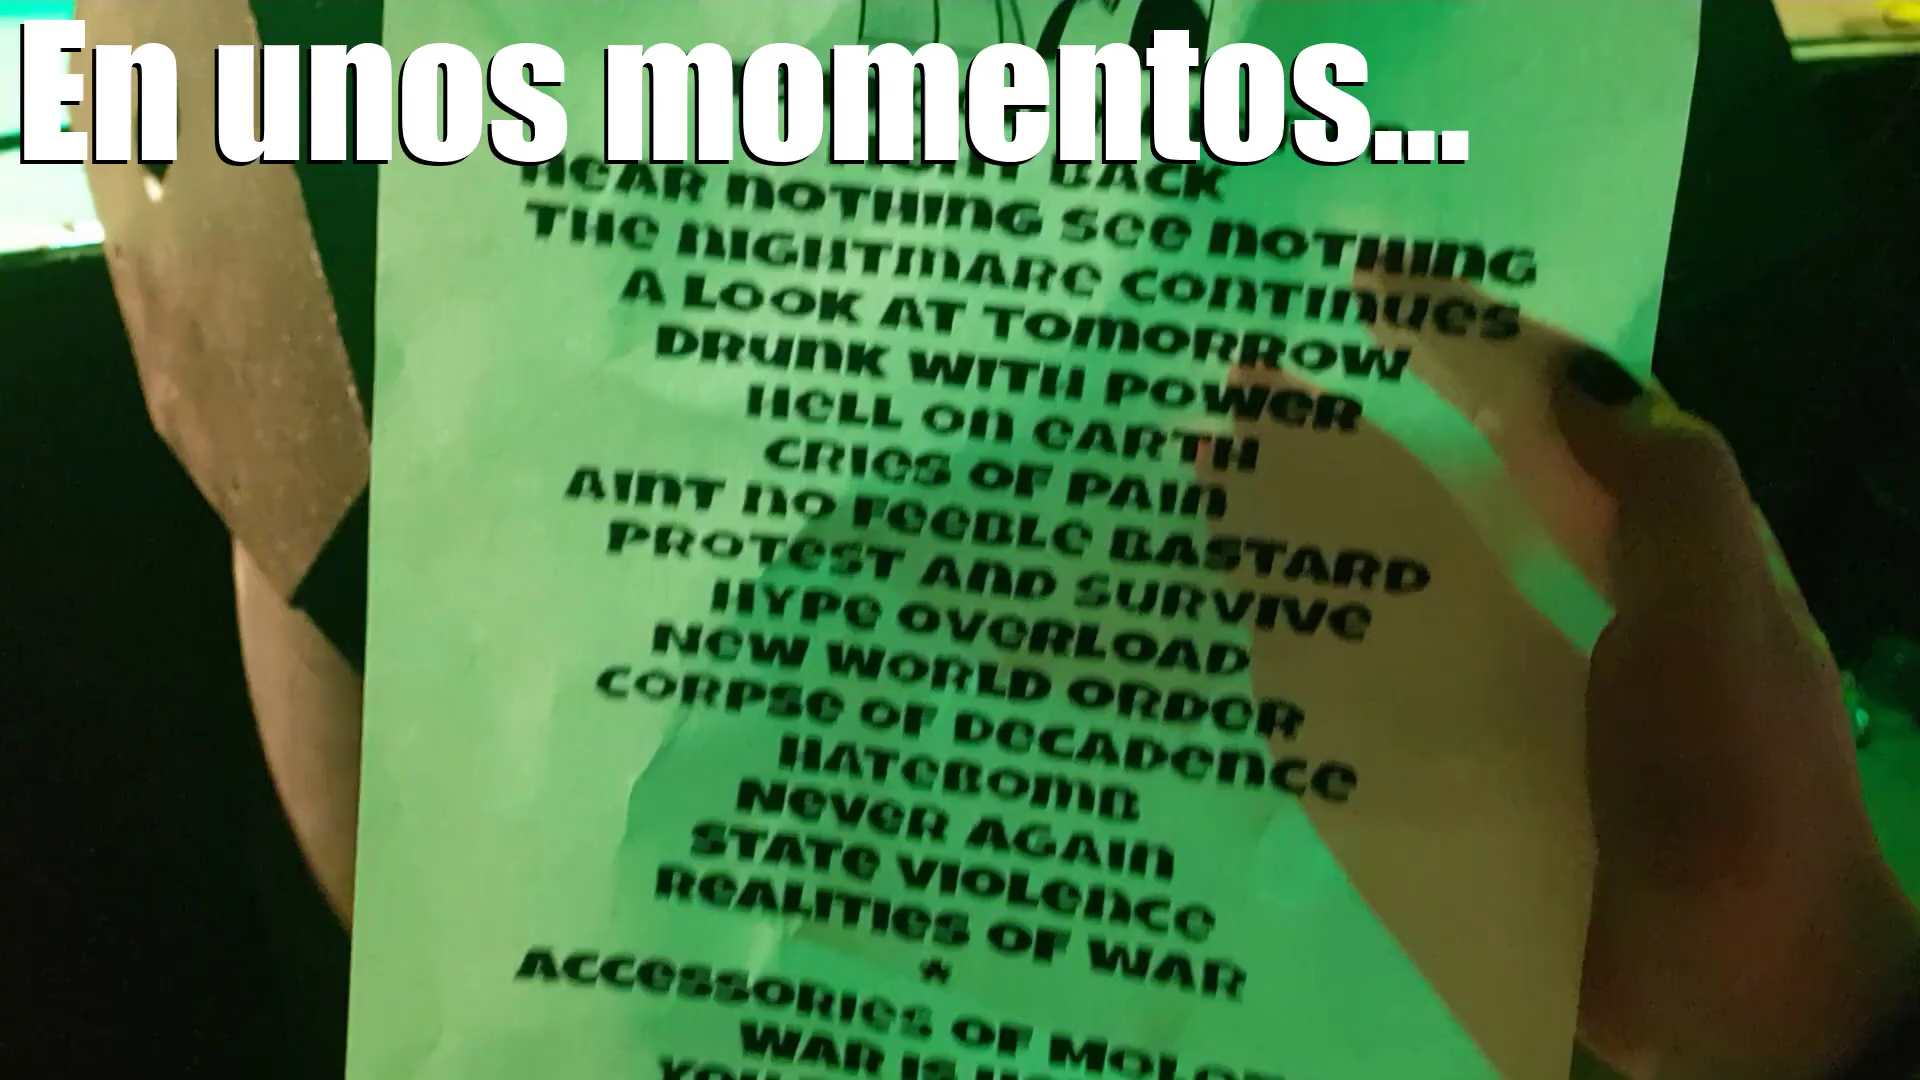 En unos momentos...
FIGHT BACK
HEAR NOTHING SEE NOTHING
THE NIGHTMARE CONTINUES
A LOOK AT TOMORROW
DRUNK WITH POWER
HELL ON EARTH
CRIES OF PAIN
AINT NO FEEBLE BASTARD
PROTEST AND SURVIVE
HYPE OVERLOAD
NEW WORLD ORDER
CORPSE OF DECADENCE
HATEBOMB
NEVER AGAIN
STATE VIOLENCE
REALITIES OF WAR
*
ACCESSORIES OF
WAR IS